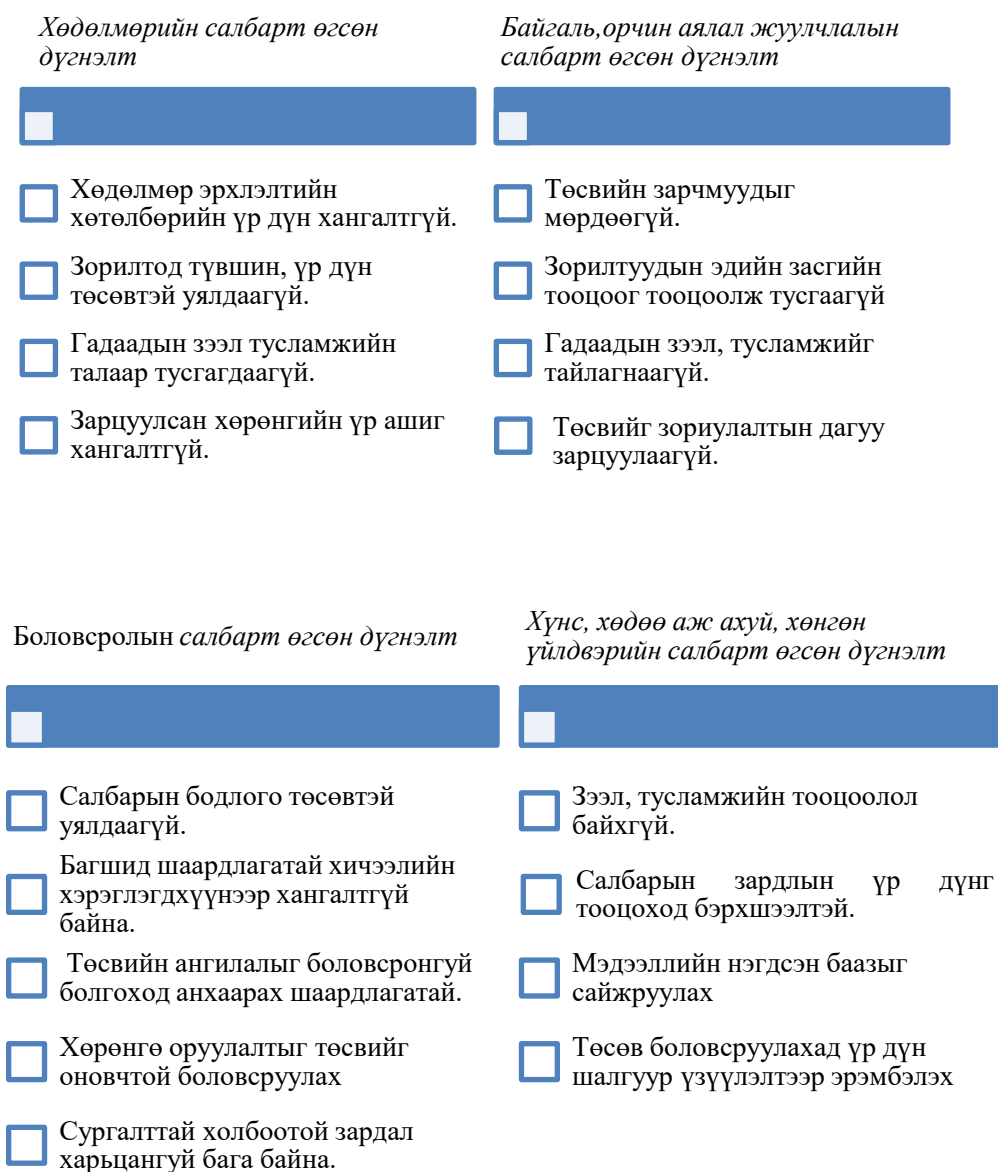 Хөдөлмөрийн салбарт өгсөн
дүгнэлт
Хөдөлмөр эрхлэлтийн
хөтөлбөрийн үр дүн хангалтгүй.
Зорилтод түвшин, үр дүн
төсөвтэй уялдаагүй.
Гадаадын зээл тусламжийн
талаар тусгагдаагүй.
Зарцуулсан хөрөнгийн үр ашиг
хангалтгүй.
Байгаль,орчин аялал жуулчлалын
салбарт өгсөн дүгнэлт
Төсвийн зарчмуудыг
мөрдөөгүй.
Зорилтуудын эдийн засгийн
тооцоог тооцоолж тусгаагүй
Гадаадын зээл, тусламжийг
тайлагнаагүй.
Төсвийг зориулалтын дагуу
зарцуулаагүй.
Боловсролын салбарт өгсөн дүгнэлт
Салбарын бодлого төсөвтэй
уялдаагүй.
Багшид шаардлагатай хичээлийн
хэрэглэгдхүүнээр хангалтгүй
байна.
Төсвийн ангилалыг боловсронгуй
болгоход анхаарах шаардлагатай.
Хөрөнгө оруулалтыг төсвийг
оновчтой боловсруулах
Сургалттай холбоотой зардал
харьцангуй бага байна.
Хүнс, хөдөө аж ахуй, хөнгөн
үйлдвэрийн салбарт өгсөн дүгнэлт
Зээл, тусламжийн тооцоолол
байхгүй.
Салбарын зардлын үр дүнг
тооцоход бэрхшээлтэй.
Мэдээллийн нэгдсэн баазыг
сайжруулах
Төсөв боловсруулахад үр дүн
шалгуур үзүүлэлтээр эрэмбэлэх